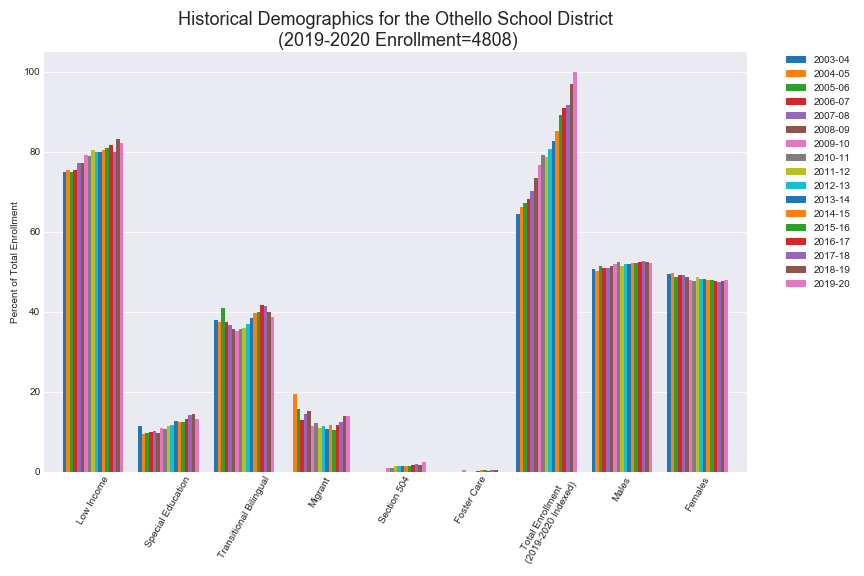 Historical Demographics for the Othello School District
(2019-2020 Enrollment=4808)
Percent of Total Enrollment
100
80
60
40
20
0
Low Income
Special Education
Transitional Bilingual
Migrant
Section 504
Foster Care
Total Enrollment
(2019-2020 Indexed)
Males
Females
2003-04
2004-05
2005-06
2006-07
2007-08
2008-09
2009-10
2010-11
2011-12
2012-13
2013-14
2014-15
2015-16
2016-17
2017-18
2018-19
2019-20